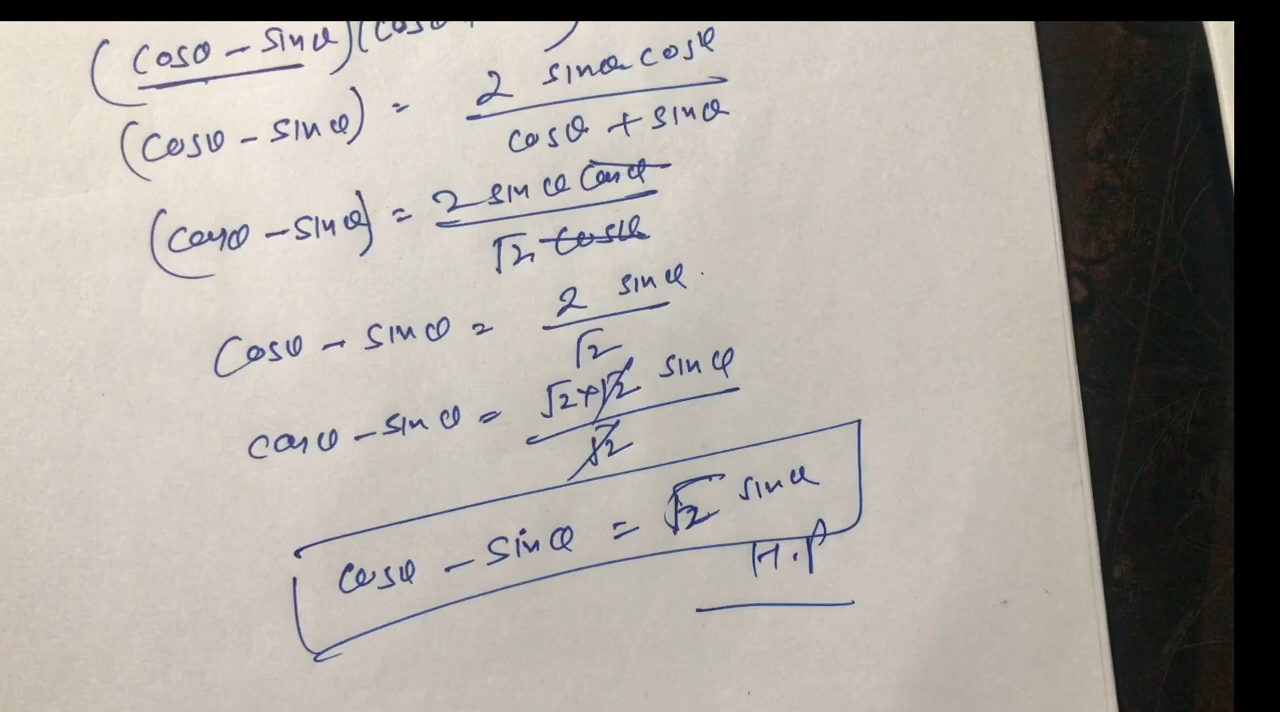 (cosθ - sinθ)(cosθ
(cosθ - sinθ) = 2 sinθ cosθ / cosθ + sinθ
(cosθ - sinθ) = 2 sinθ cosθ / √2 cosθ
cosθ - sinθ = 2 sinθ / √2
cosθ - sinθ = √2×√2 sinθ / √2
cosθ - sinθ = √2 sinθ
H.P